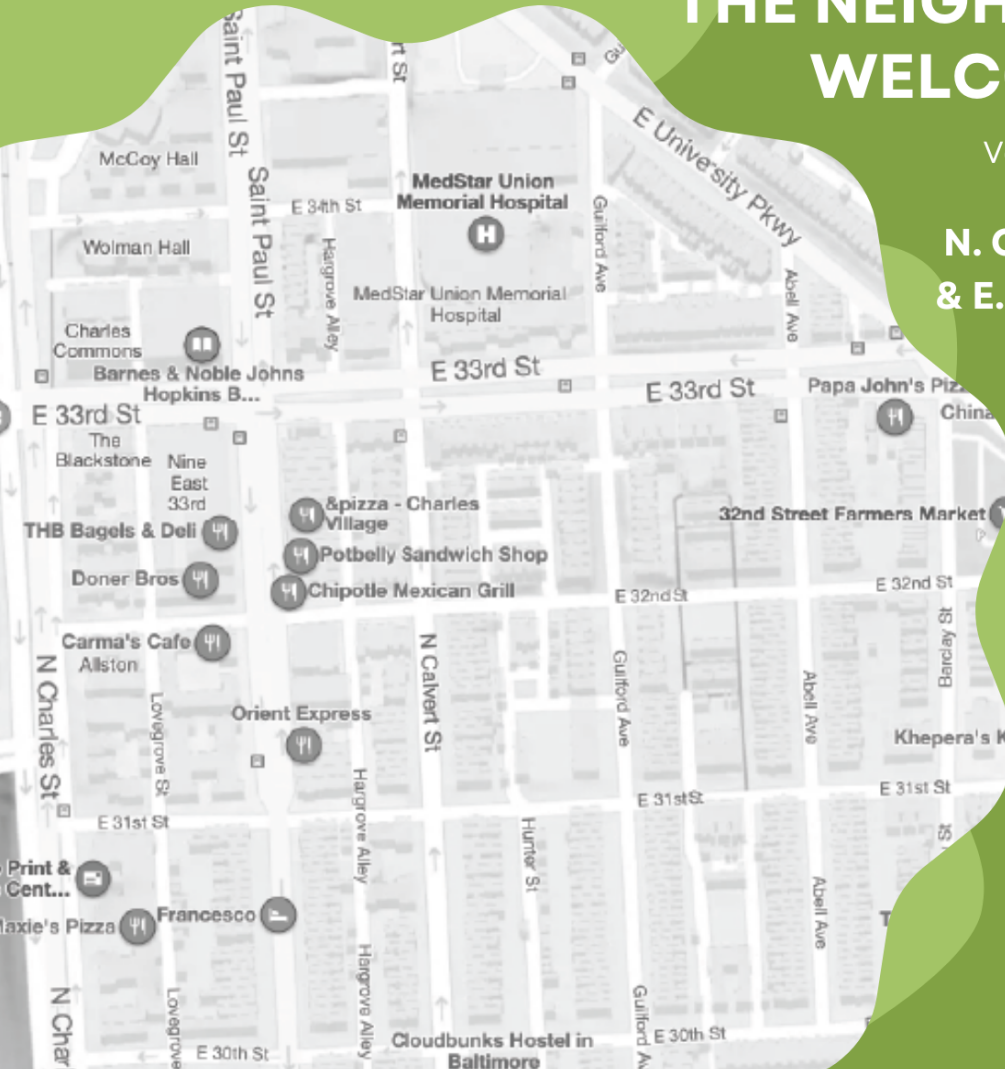 THE NEIGH
WELC
V
N. C
& E.
Saint Paul St
rt St
Gu
E University Pkwy
McCoy Hall
MedStar Union
Memorial Hospital
Saint Paul St
E 34th St
Guilford Ave
Wolman Hall
Hargrove Alley
H
MedStar Union Memorial
Hospital
Abell Ave
Charles
Commons
Barnes & Noble Johns
Hopkins B...
E 33rd St
E 33rd St
Papa John's Piz
E 33rd St
China
The
Blackstone
Nine
East
33rd
&pizza - Charles
Village
32nd Street Farmers Market
THB Bagels & Deli
Potbelly Sandwich Shop
Doner Bros
Chipotle Mexican Grill
E 32nd St
E 32nd St
Barclay St
Carma's Cafe
Allston
N Charles St
N Calvert St
Guilford Ave
Abell Ave
Lovegrove St
Orient Express
Khepera's K
Hargrove Alley
E 31st St
E 31st St
E 31st St
Hunter St
St
Print &
Cent...
Abell Ave
axie's Pizza
Francesco
T
Hargrove Alley
N Char
Lovegrove
Guilford Av
E 30th St
Cloudbunks Hostel in
Baltimore
E 30th St